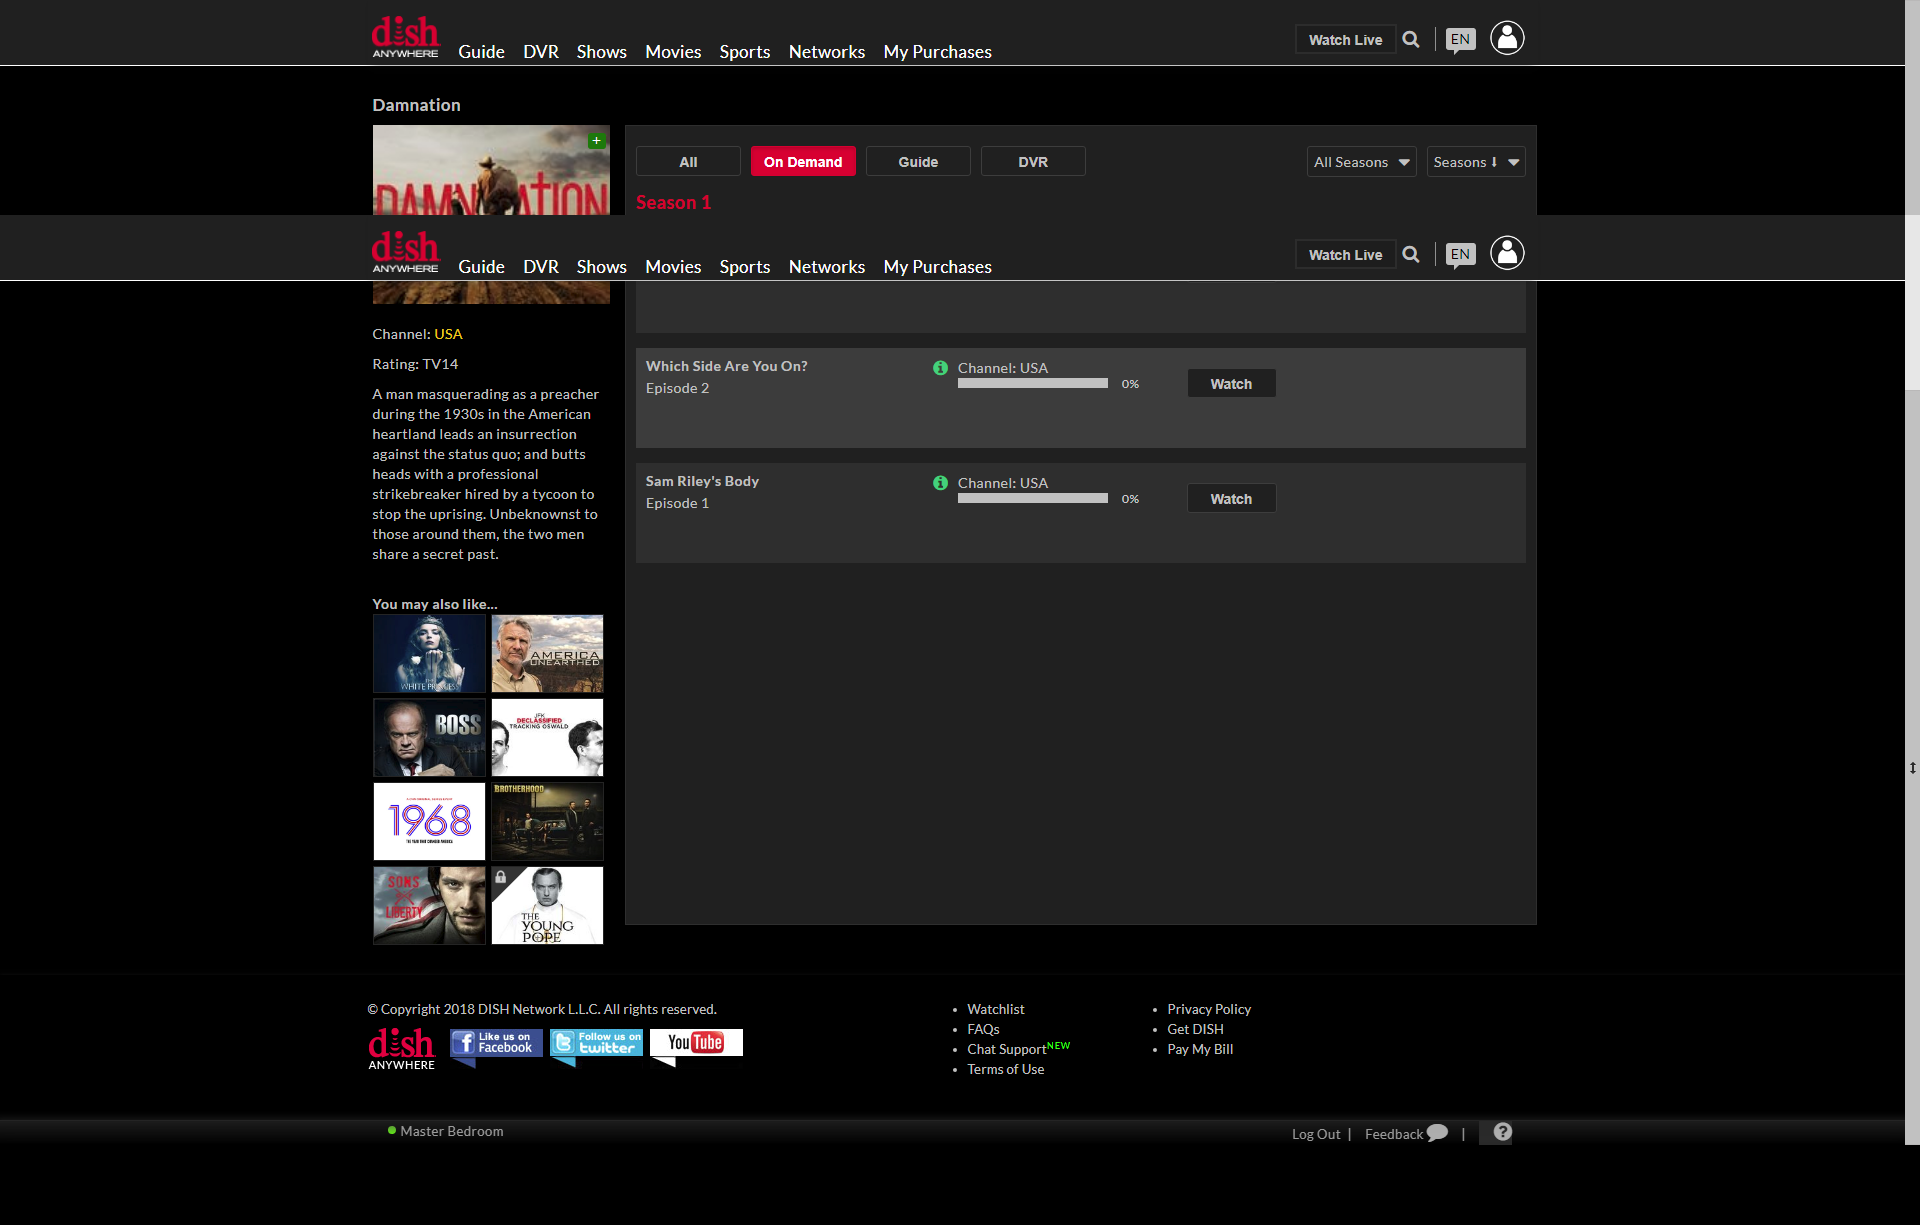 dish
ANYWHERE
Guide DVR Shows Movies Sports Networks My Purchases
Watch Live
EN
Damnation
DAMNATION
+
All
On Demand
Guide
DVR
All Seasons
Seasons
Season 1
dish
ANYWHERE
Guide DVR Shows Movies Sports Networks My Purchases
Watch Live
EN
Channel: USA
Rating: TV14
A man masquerading as a preacher
during the 1930s in the American
heartland leads an insurrection
against the status quo; and butts
heads with a professional
strikebreaker hired by a tycoon to
stop the uprising. Unbeknownst to
those around them, the two men
share a secret past.
Which Side Are You On?
Episode 2
Channel: USA
0%
Watch
Sam Riley's Body
Episode 1
Channel: USA
0%
Watch
You may also like...
WHITE PRINCESS
AMERICA
UNEARTHED
BOSS
JFK
DECLASSIFIED
TRACKING OSWALD
1968
BROTHERHOOD
SONS
LIBERTY
THE
YOUNG
POPE
© Copyright 2018 DISH Network L.L.C. All rights reserved.
dish
ANYWHERE
Like us on
Facebook
Follow us on
twitter
YouTube
Watchlist
FAQs
Chat Support NEW
Terms of Use
Privacy Policy
Get DISH
Pay My Bill
Master Bedroom
Log Out | Feedback | ?